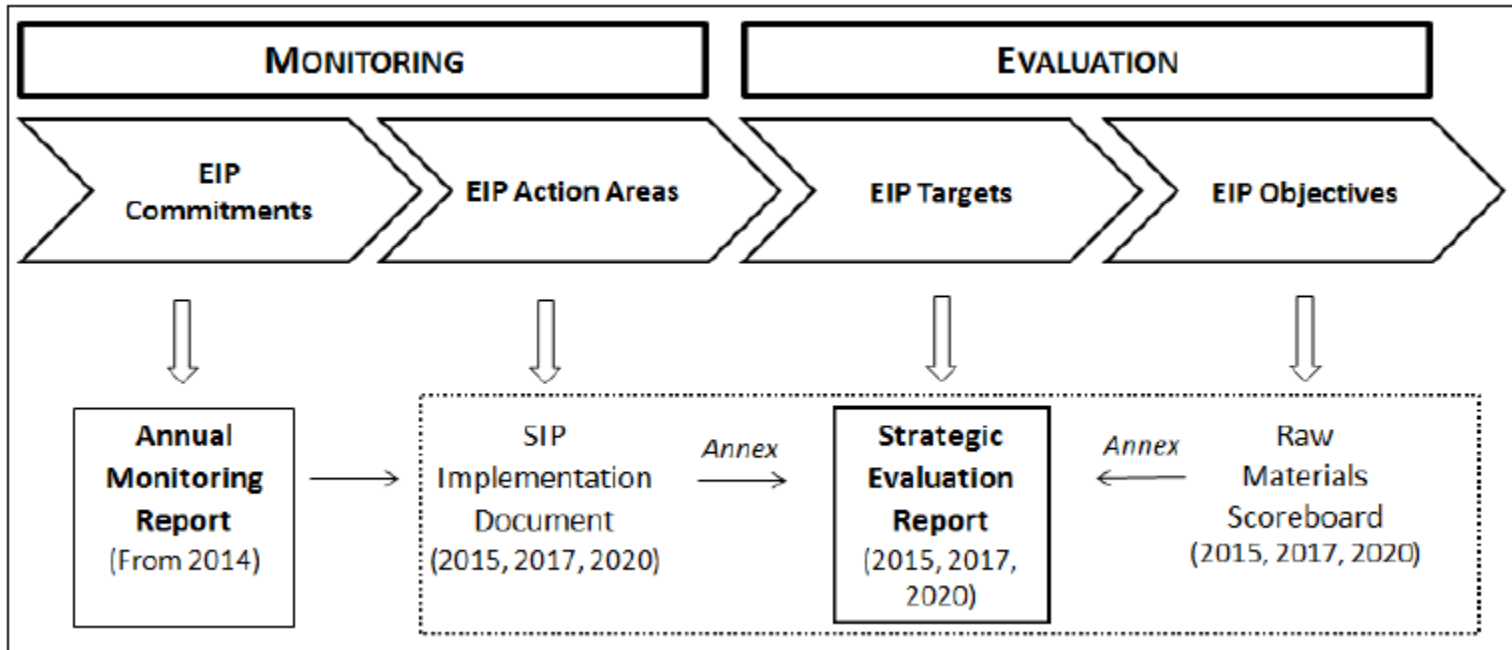 MONITORING
EVALUATION
EIP
Commitments
EIP Action Areas
EIP Targets
EIP Objectives
Annual
Monitoring
Report
(From 2014)
SIP
Implementation
Document
(2015, 2017, 2020)
Annex
Strategic
Evaluation
Report
(2015, 2017,
2020)
Annex
Raw
Materials
Scoreboard
(2015, 2017, 2020)